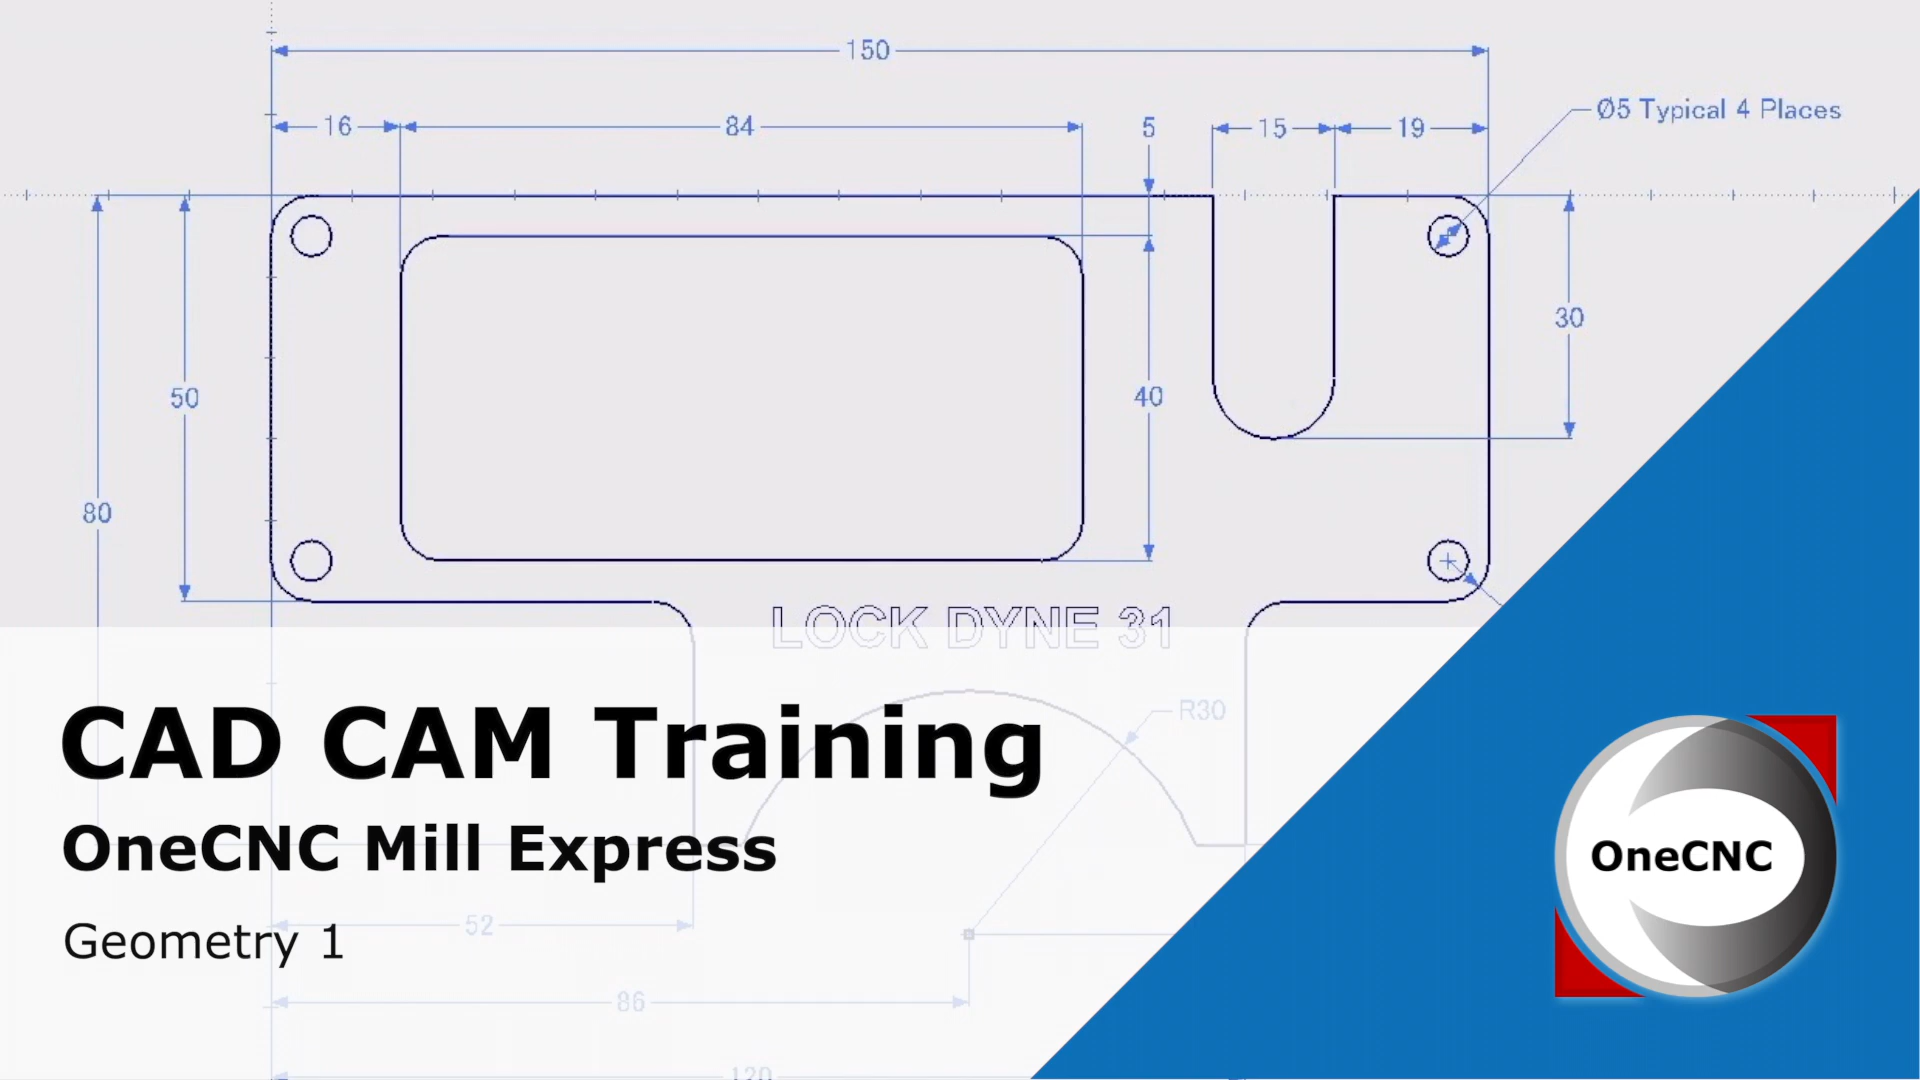 150
16 84 5 15 19
Ø5 Typical 4 Places
30
50
40
80
LOCK DYNE 31
R30
CAD CAM Training
OneCNC Mill Express
Geometry 1
52
86
120
OneCNC